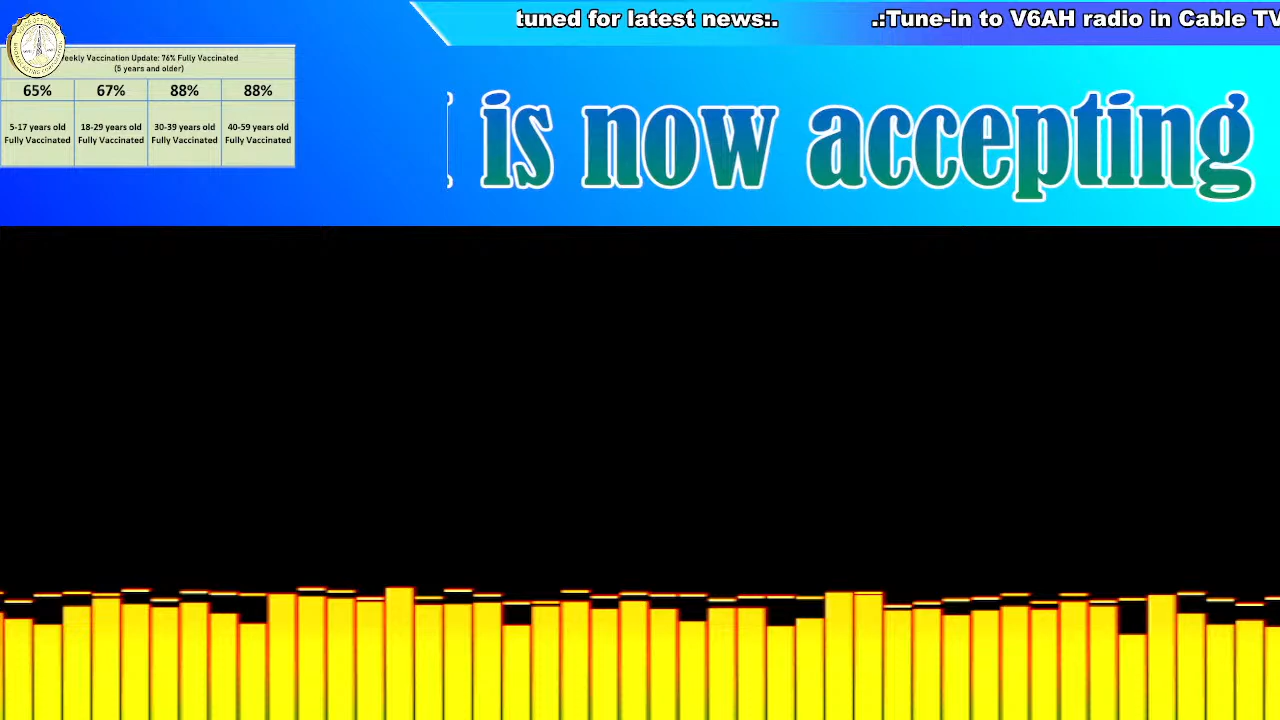 tuned for latest news:. .:Tune-in to V6AH radio in Cable TV
Weekly Vaccination Update: 76% Fully Vaccinated
(5 years and older)
65% 67% 88% 88%
5-17 years old 18-29 years old 30-39 years old 40-59 years old
Fully Vaccinated Fully Vaccinated Fully Vaccinated Fully Vaccinated
is now accepting